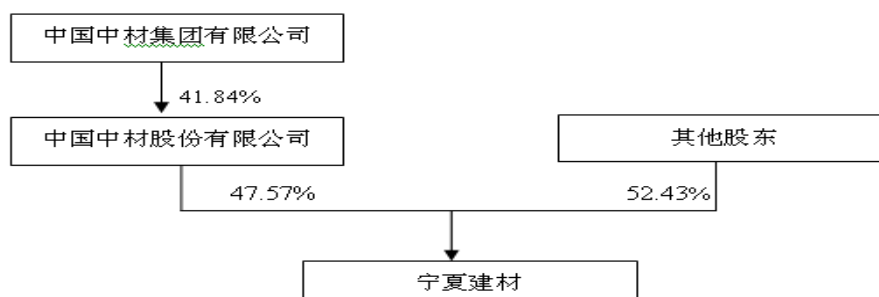 中国中材集团有限公司
41.84%
中国中材股份有限公司
其他股东
47.57%
52.43%
宁夏建材